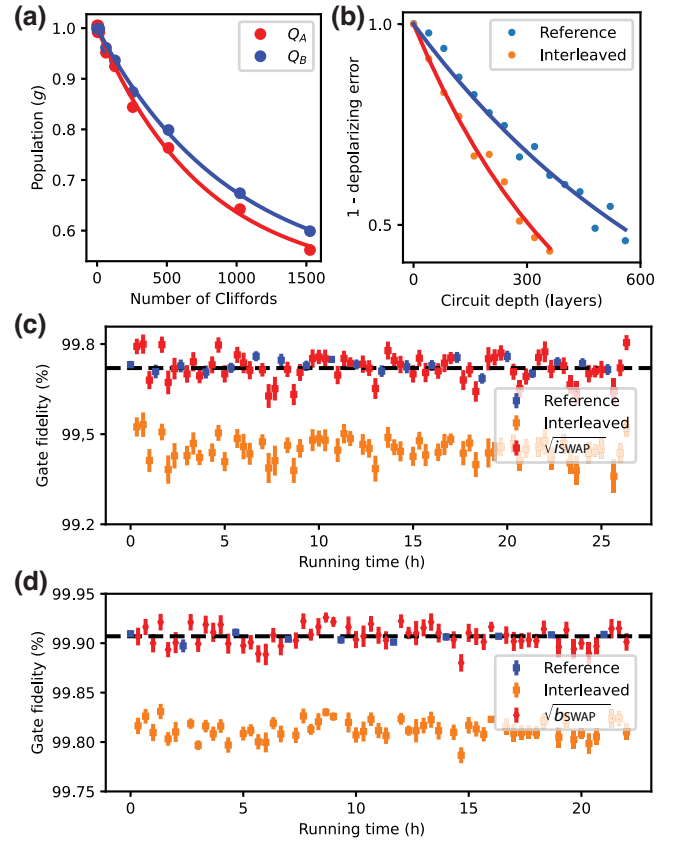 (a)
1.0
0.9
0.8
0.7
0.6
Population (g)
0
500
1000
1500
Number of Cliffords
Q_A
Q_B
(b)
1.0
0.5
1 - depolarizing error
0
300
600
Circuit depth (layers)
Reference
Interleaved
(c)
99.8
99.5
99.2
Gate fidelity (%)
0
5
10
15
20
25
Running time (h)
Reference
Interleaved
√iSWAP
(d)
99.95
99.90
99.85
99.80
99.75
Gate fidelity (%)
0
5
10
15
20
Running time (h)
Reference
Interleaved
√bSWAP